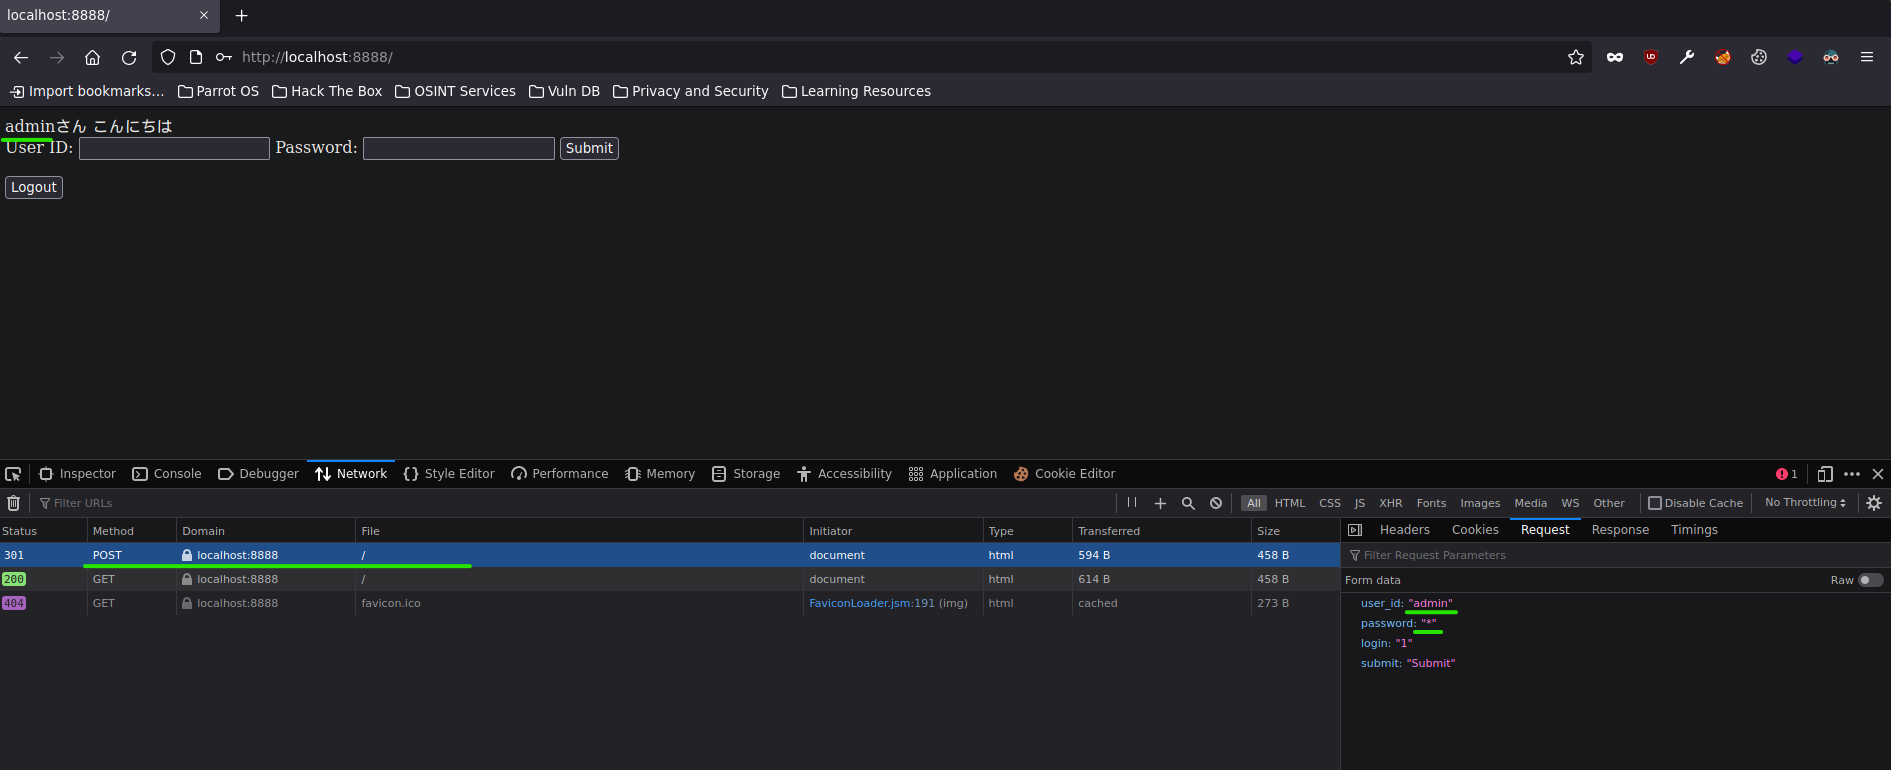 localhost:8888/
http://localhost:8888/
Import bookmarks... Parrot OS Hack The Box OSINT Services Vuln DB Privacy and Security Learning Resources
adminさん こんにちは
User ID: Password: Submit
Logout
Inspector Console Debugger Network Style Editor Performance Memory Storage Accessibility Application Cookie Editor 1
Filter URLs All HTML CSS JS XHR Fonts Images Media WS Other Disable Cache No Throttling
Status Method Domain File Initiator Type Transferred Size Headers Cookies Request Response Timings
301 POST localhost:8888 / document html 594 B 458 B Filter Request Parameters
200 GET localhost:8888 / document html 614 B 458 B Form data Raw
404 GET localhost:8888 favicon.ico FaviconLoader.jsm:191 (img) html cached 273 B user_id: "admin"
password: "*"
login: "1"
submit: "Submit"